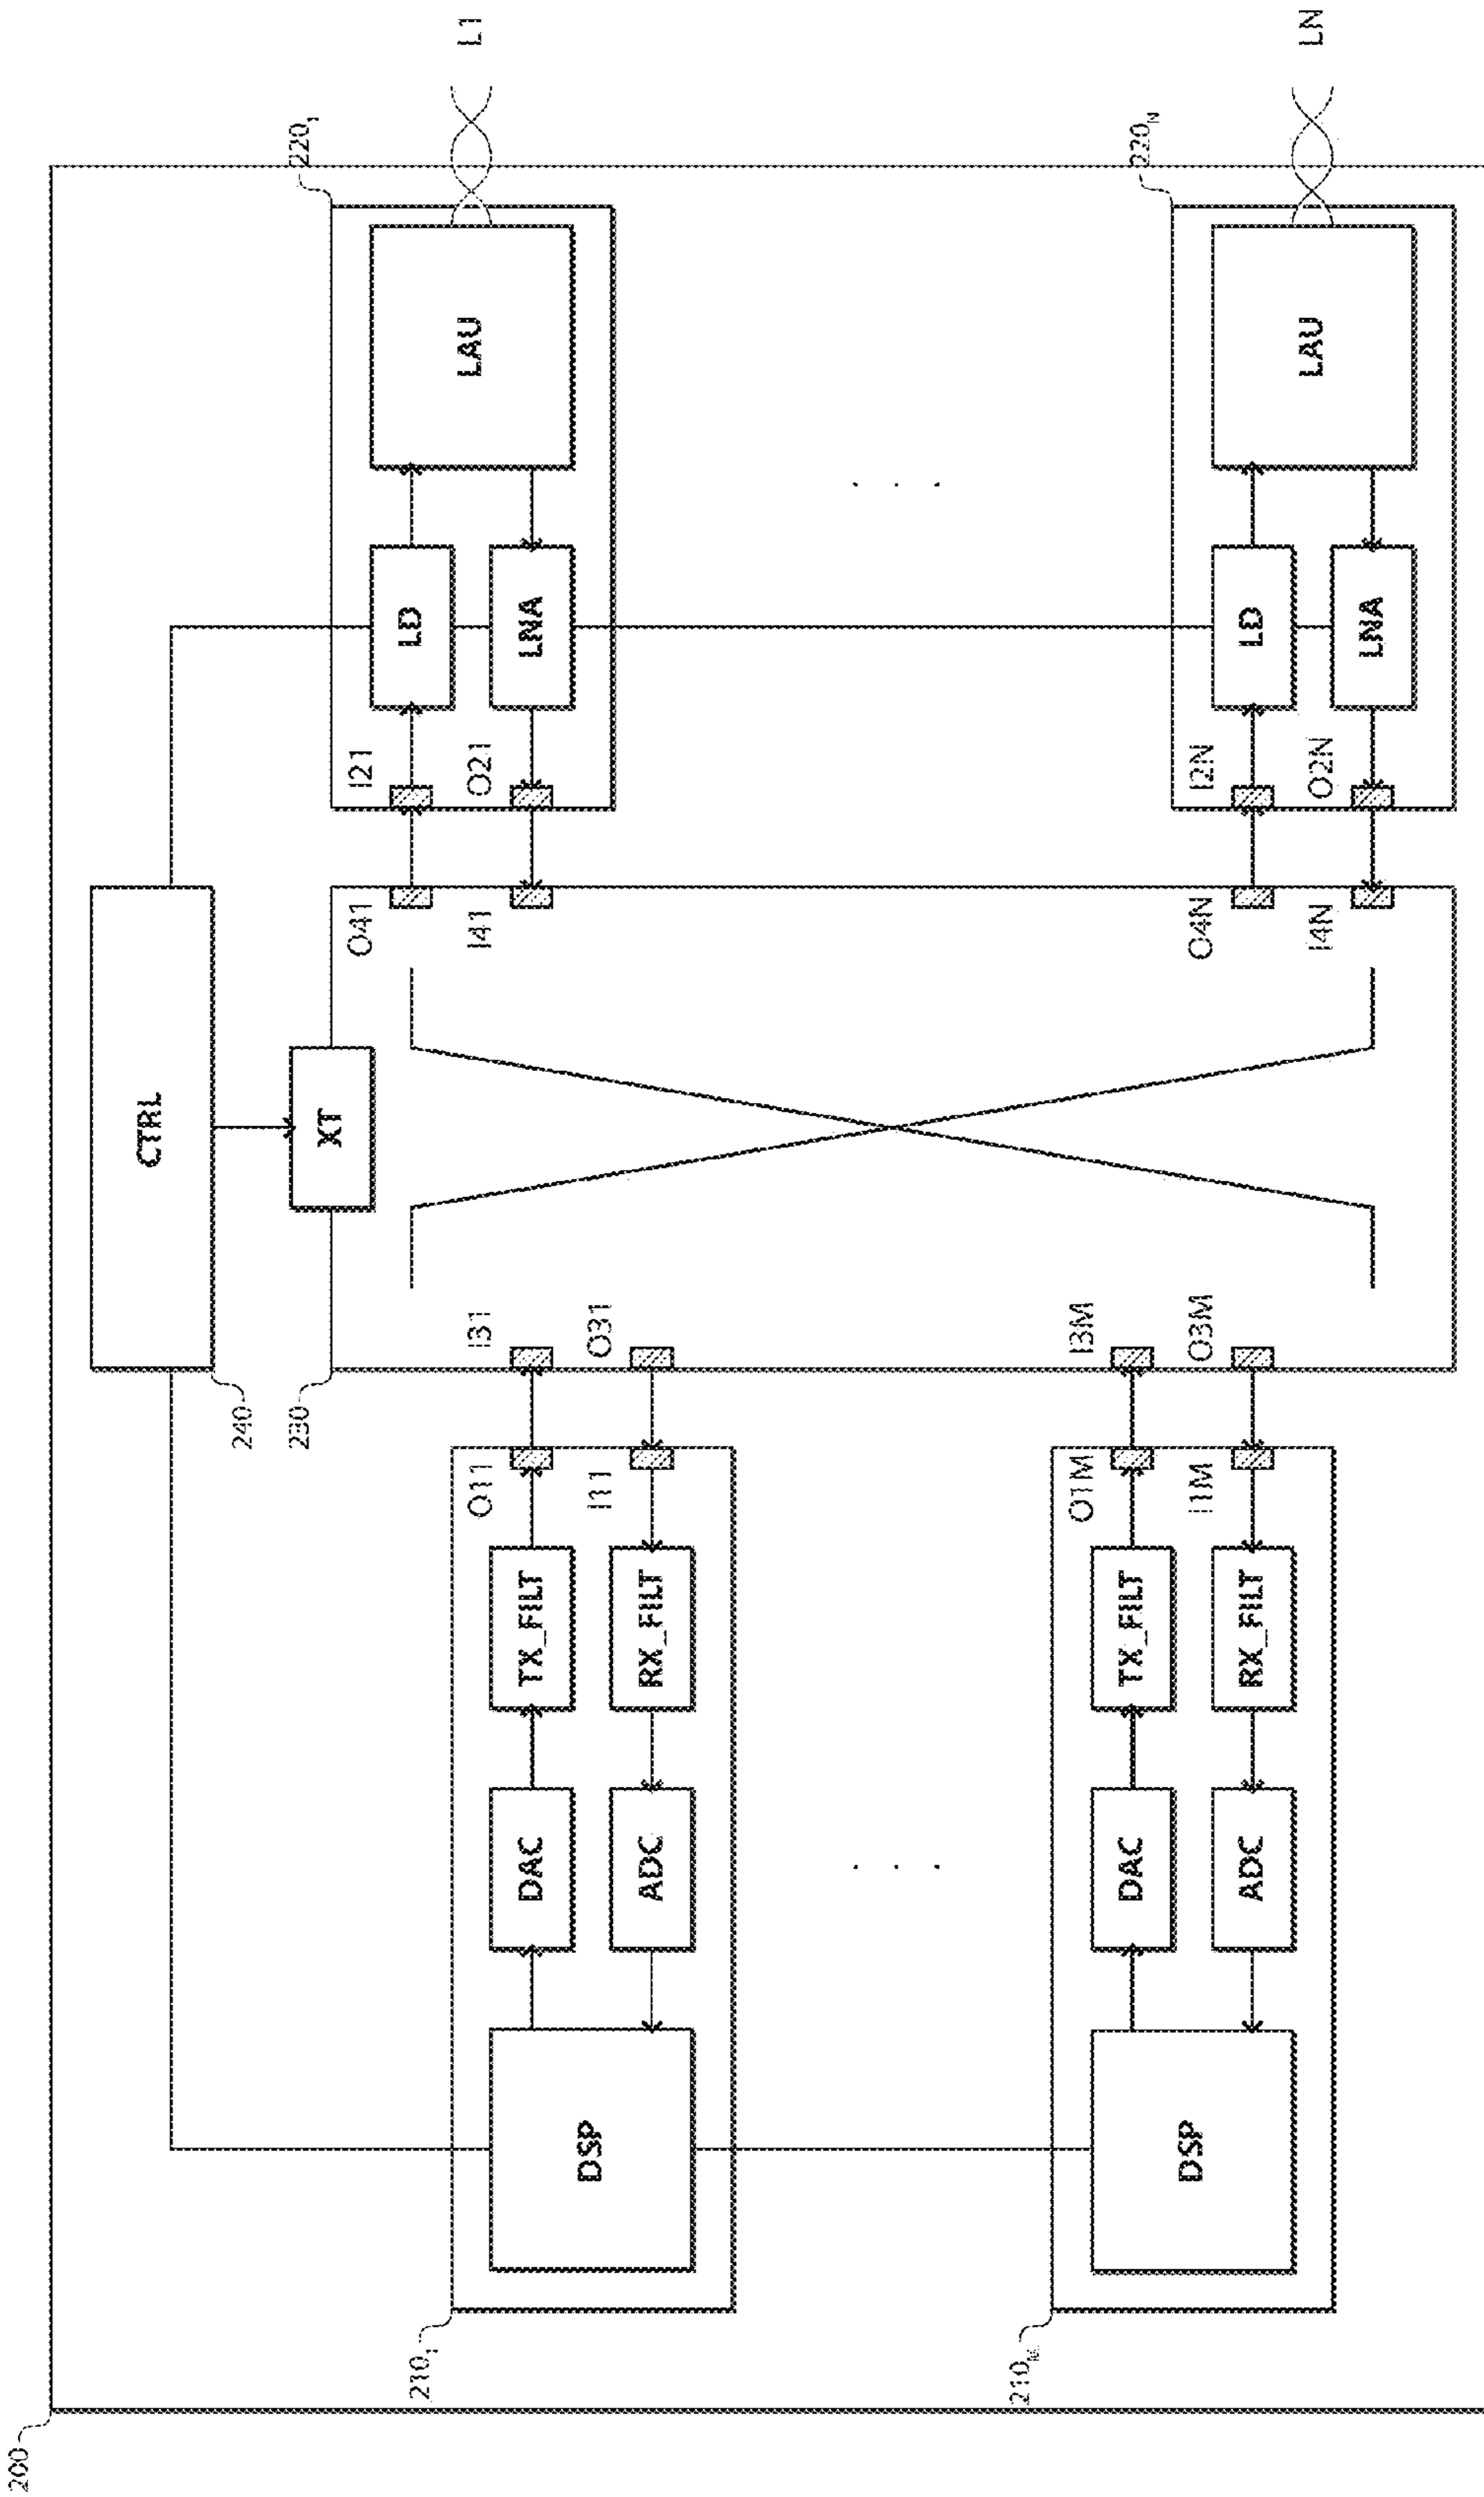 200
CTRL
240
XT
230
210₁
DSP
DAC
TX_FILT
O11
ADC
RX_FILT
I11
I31
O31
O41
I41
I21
O21
LD
LNA
LAU
220₁
L1
. . .
. . .
210M
DSP
DAC
TX_FILT
O1M
ADC
RX_FILT
I1M
I3M
O3M
O4N
I4N
I2N
O2N
LD
LNA
LAU
220N
LN